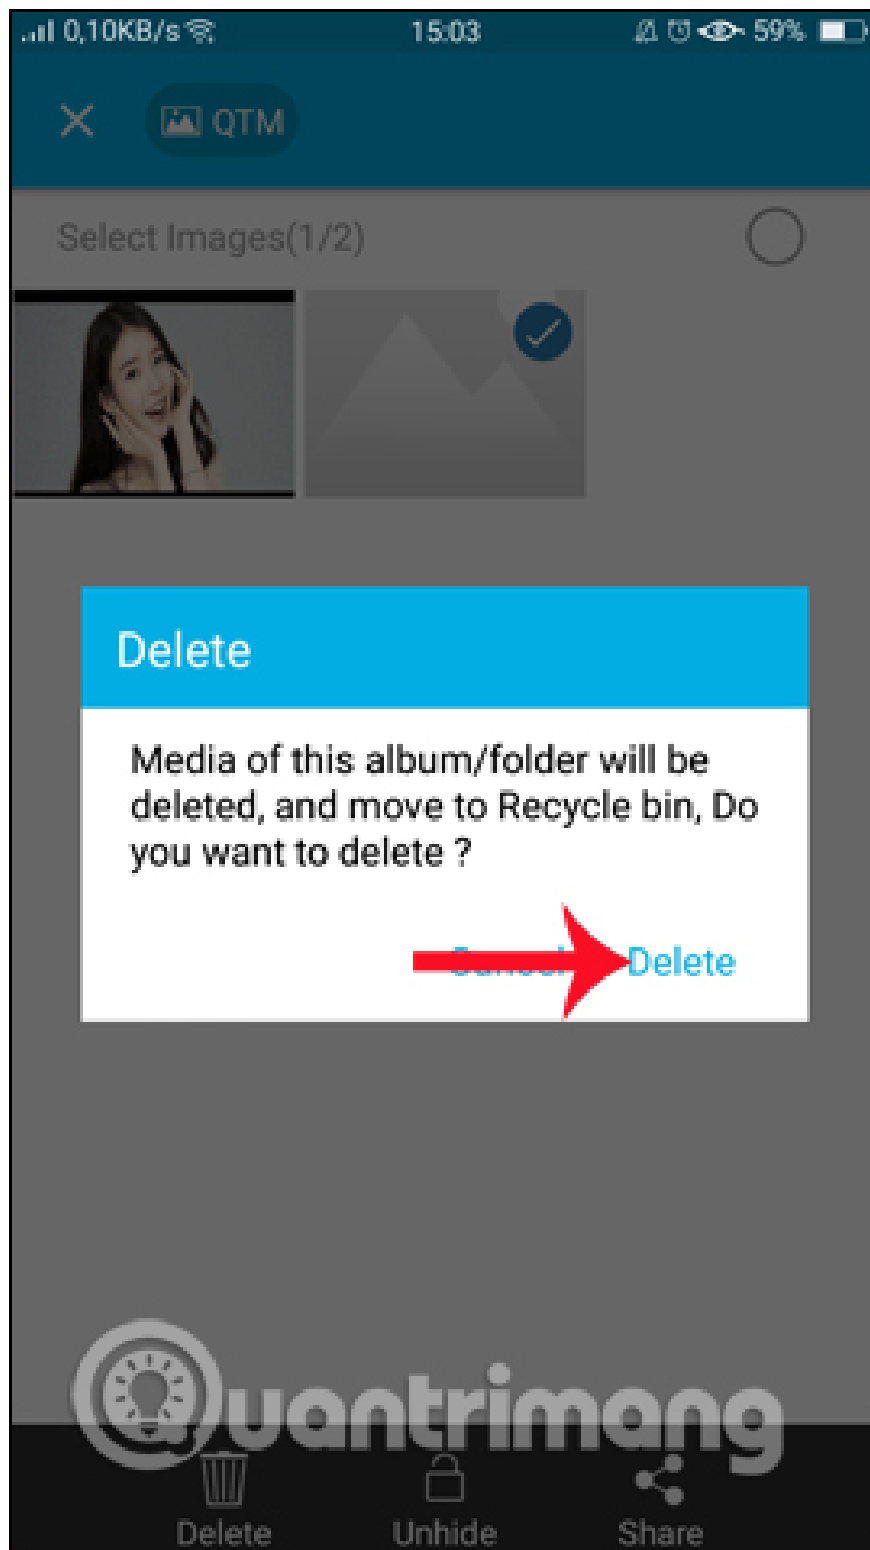 0,10KB/s 15:03 59%
QTM
Select Images(1/2)
Delete
Media of this album/folder will be
deleted, and move to Recycle bin, Do
you want to delete ?
Cancel Delete
Quantrimang
Delete Unhide Share